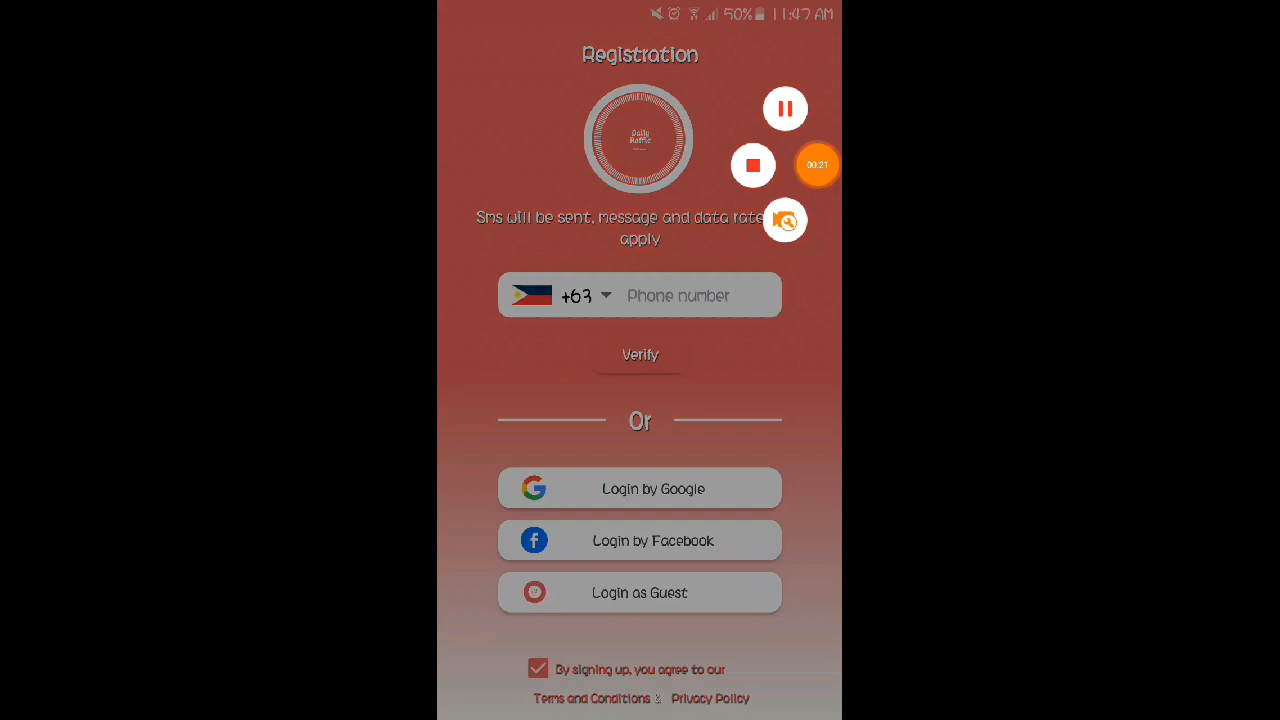 50% 11:47 AM
Registration
Daily
Raffle
00:21
Sms will be sent, message and data rate
apply
+63 Phone number
Verify
Or
Login by Google
Login by Facebook
Login as Guest
By signing up, you agree to our
Terms and Conditions & Privacy Policy